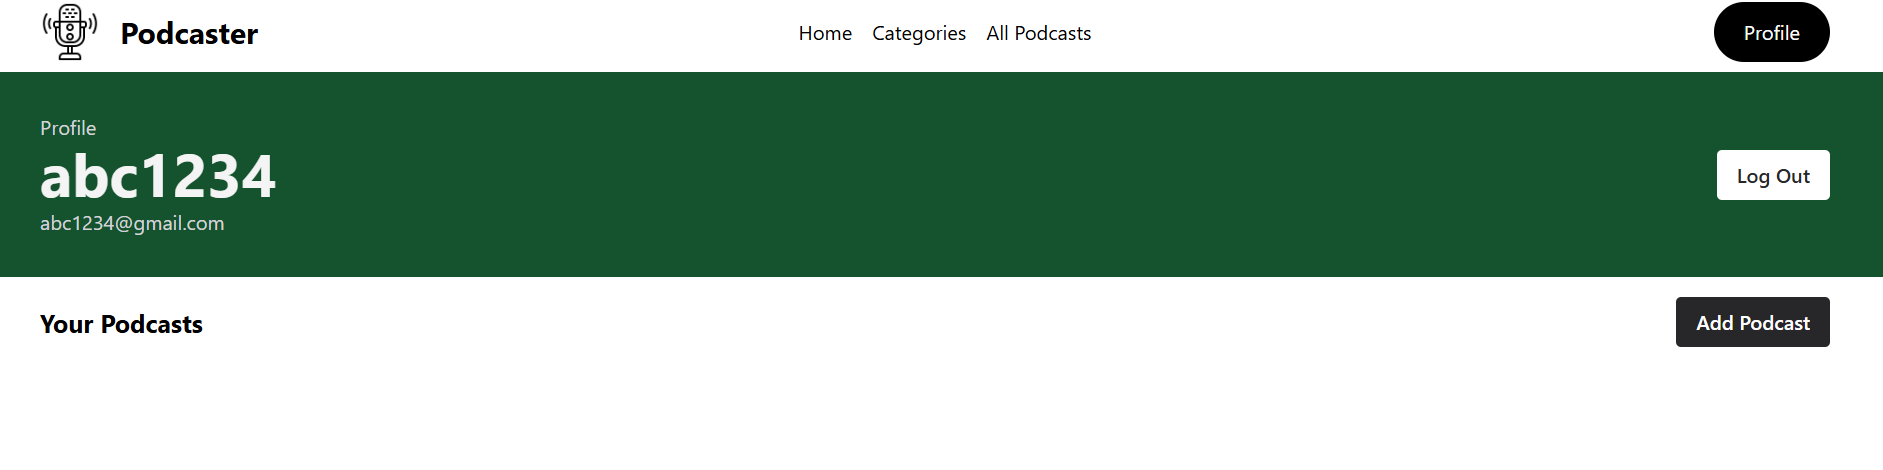 Podcaster Home Categories All Podcasts Profile
Profile
abc1234
abc1234@gmail.com
Log Out
Your Podcasts Add Podcast